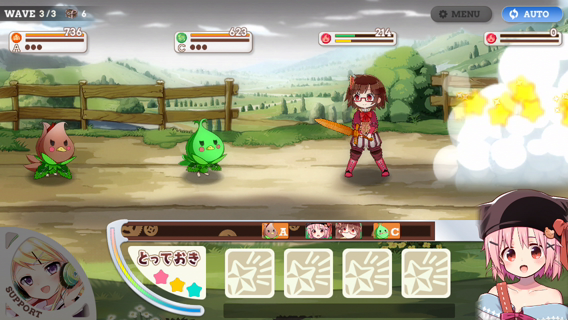 WAVE 3/3 6
MENU
AUTO
736
A
623
C
214
0
A
C
とっておき
SUPPORT